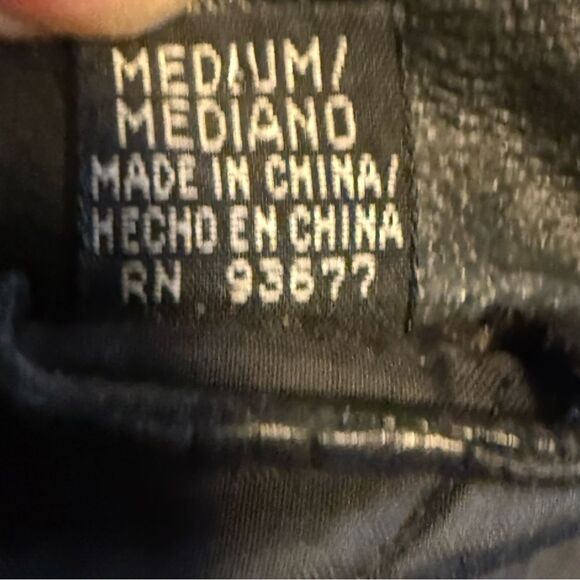 MEDIUM/
MEDIANO
MADE IN CHINA/
HECHO EN CHINA
RN 93677